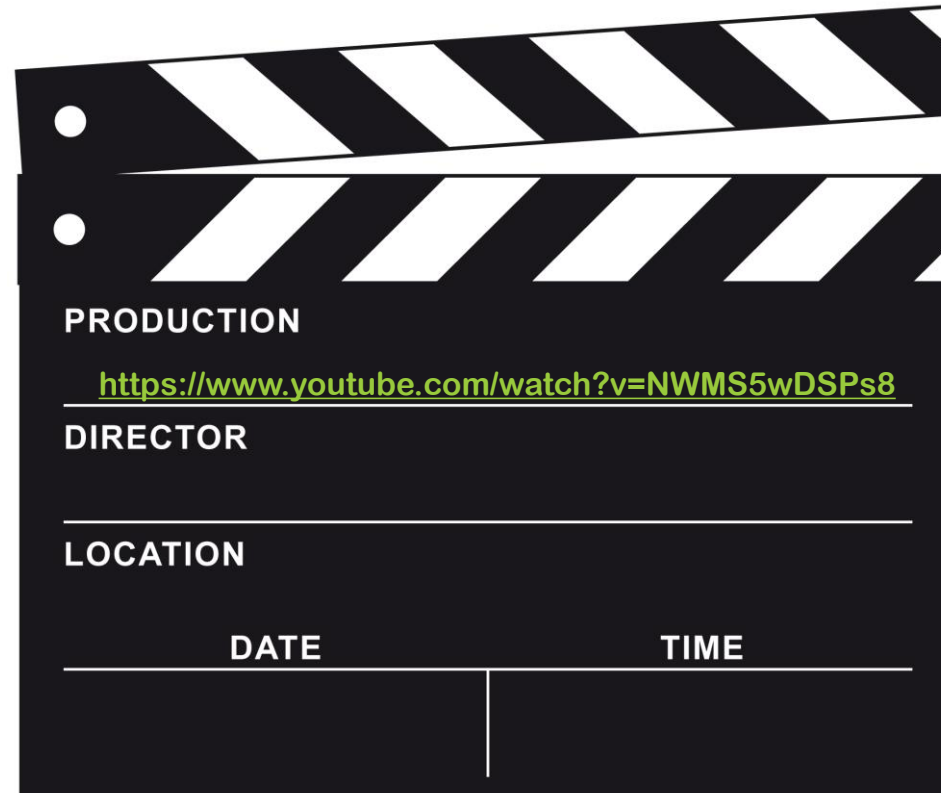 PRODUCTION
https://www.youtube.com/watch?v=NWMS5wDSPs8
DIRECTOR
LOCATION
DATE TIME